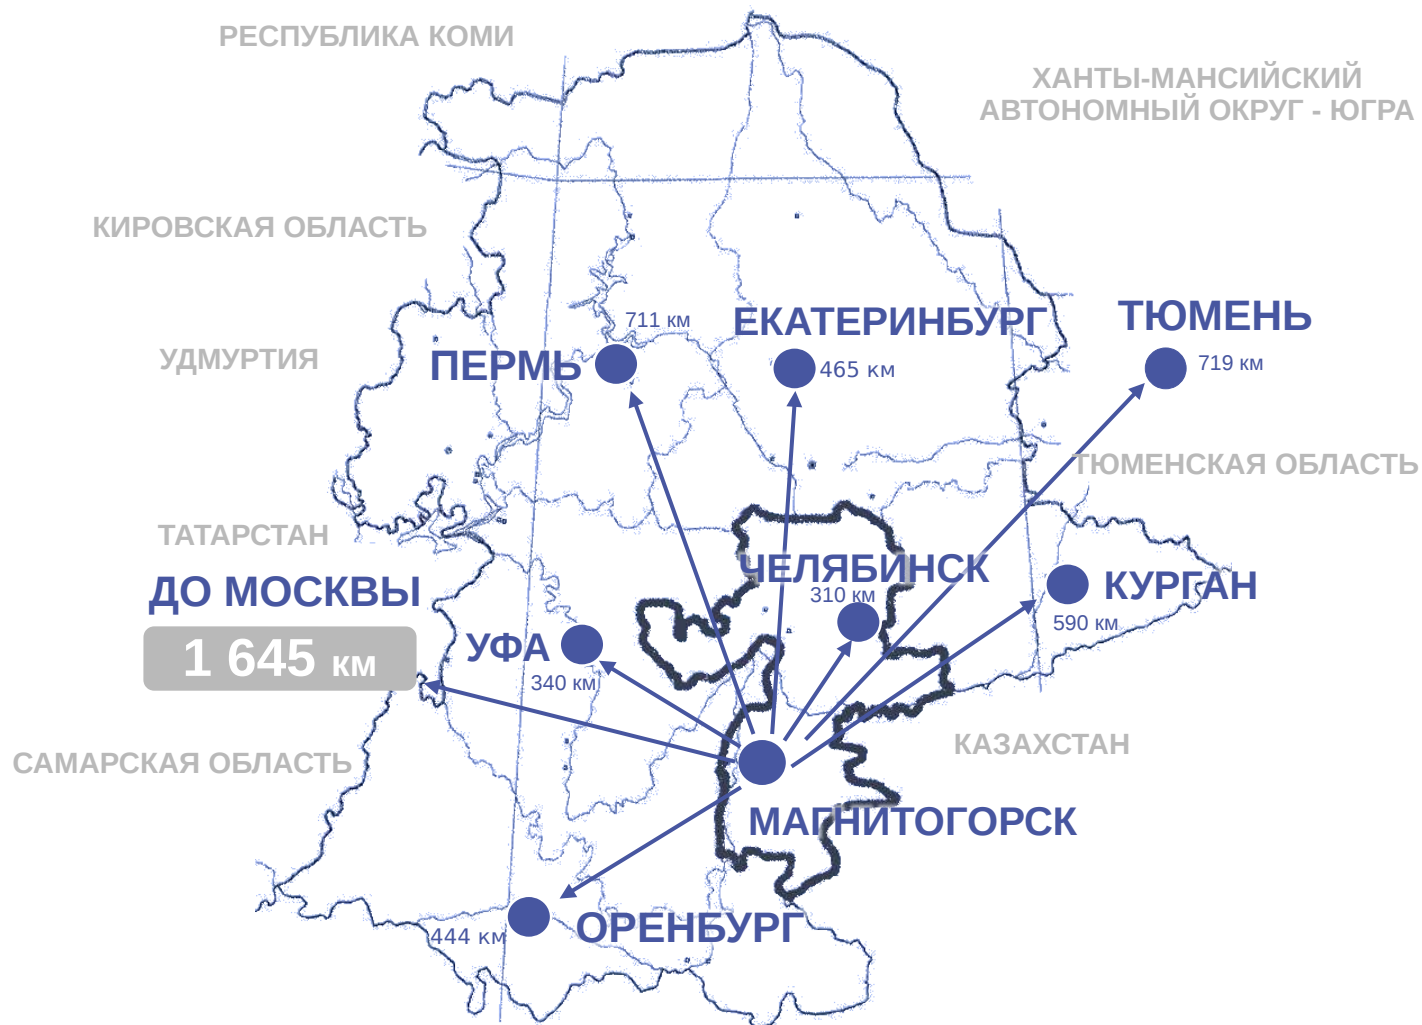 РЕСПУБЛИКА КОМИ
ХАНТЫ-МАНСИЙСКИЙ
АВТОНОМНЫЙ ОКРУГ - ЮГРА
КИРОВСКАЯ ОБЛАСТЬ
711 км
ЕКАТЕРИНБУРГ
ТЮМЕНЬ
УДМУРТИЯ
ПЕРМЬ
465 км
719 км
ТЮМЕНСКАЯ ОБЛАСТЬ
ТАТАРСТАН
ЧЕЛЯБИНСК
310 км
ДО МОСКВЫ
КУРГАН
590 км
1 645 км
УФА
340 км
САМАРСКАЯ ОБЛАСТЬ
КАЗАХСТАН
МАГНИТОГОРСК
ОРЕНБУРГ
444 км